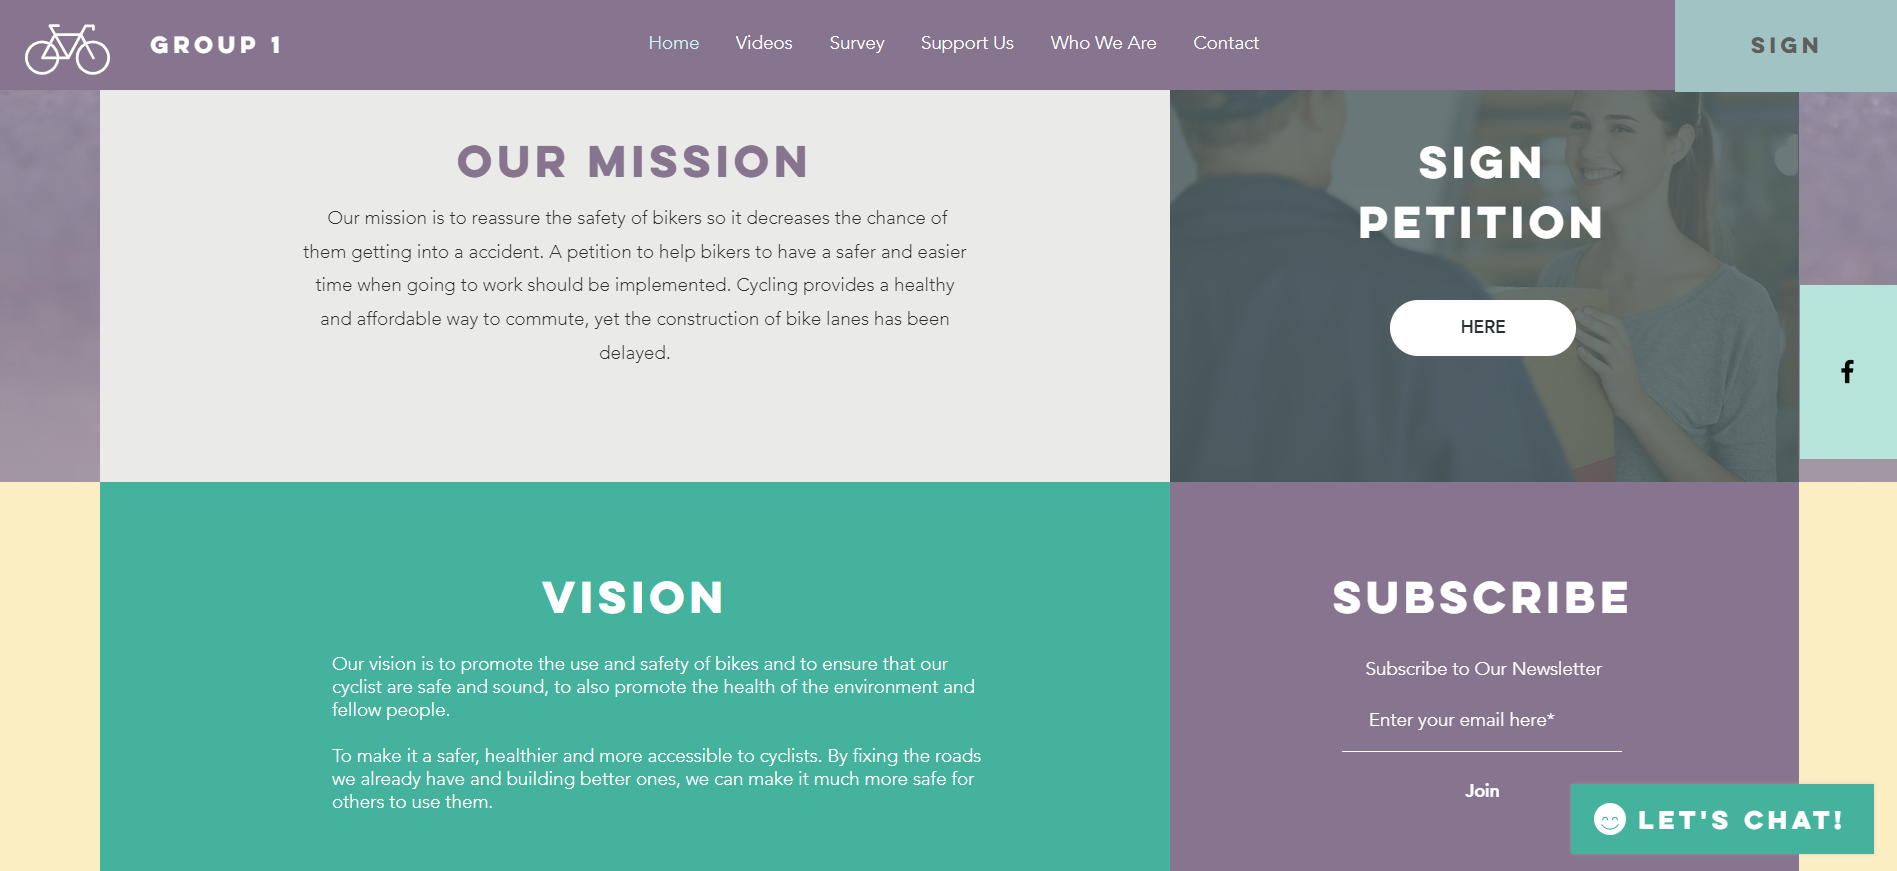 GROUP 1
Home Videos Survey Support Us Who We Are Contact
SIGN
OUR MISSION
Our mission is to reassure the safety of bikers so it decreases the chance of
them getting into a accident. A petition to help bikers to have a safer and easier
time when going to work should be implemented. Cycling provides a healthy
and affordable way to commute, yet the construction of bike lanes has been
delayed.
SIGN
PETITION
HERE
VISION
Our vision is to promote the use and safety of bikes and to ensure that our
cyclist are safe and sound, to also promote the health of the environment and
fellow people.
To make it a safer, healthier and more accessible to cyclists. By fixing the roads
we already have and building better ones, we can make it much more safe for
others to use them.
SUBSCRIBE
Subscribe to Our Newsletter
Enter your email here*
Join
LET'S CHAT!